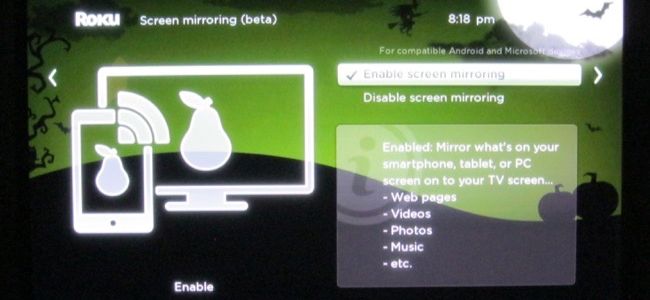 Roku Screen mirroring (beta) 8:18 pm
For compatible Android and Microsoft devices
Enable screen mirroring
Disable screen mirroring
Enabled: Mirror what's on your
smartphone, tablet, or PC
screen on to your TV screen...
- Web pages
- Videos
- Photos
- Music
- etc.
Enable